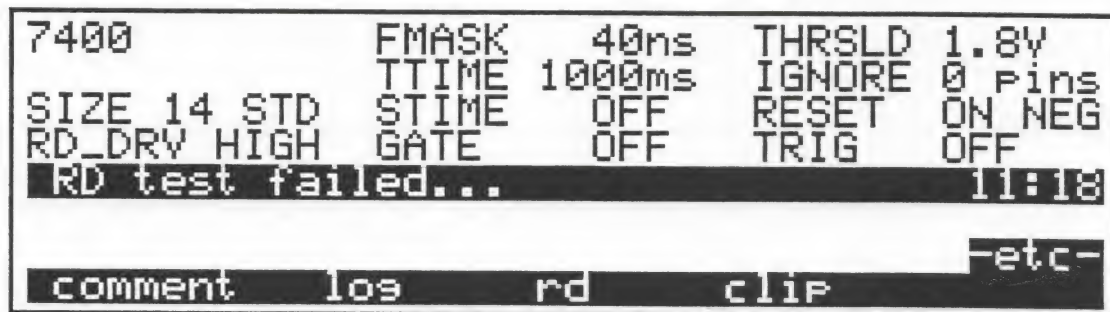 7400 FMASK 40ns THRSLD 1.8V
TTIME 1000ms IGNORE 0 pins
SIZE 14 STD STIME OFF RESET ON NEG
RD_DRV HIGH GATE OFF TRIG OFF
RD test failed... 11:18
-etc-
comment log rd clip